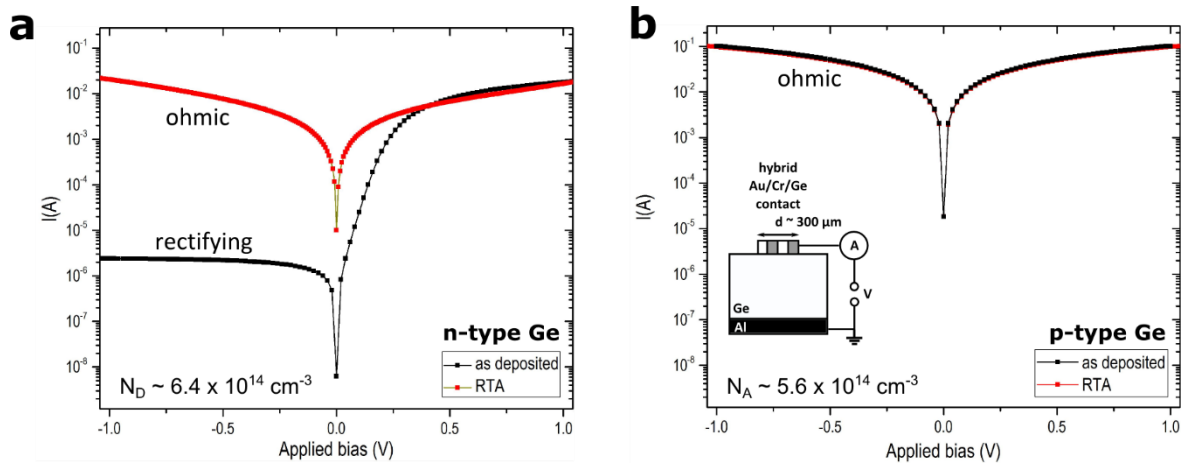 a
10⁻¹
10⁻²
10⁻³
10⁻⁴
10⁻⁵
10⁻⁶
10⁻⁷
10⁻⁸
I(A)
ohmic
rectifying
n-type Ge
as deposited
RTA
N_D ~ 6.4 x 10¹⁴ cm⁻³
-1.0 -0.5 0.0 0.5 1.0
Applied bias (V)
b
10⁻¹
10⁻²
10⁻³
10⁻⁴
10⁻⁵
10⁻⁶
10⁻⁷
10⁻⁸
I(A)
ohmic
hybrid
Au/Cr/Ge
contact
d ~ 300 µm
A
V
Ge
Al
p-type Ge
as deposited
RTA
N_A ~ 5.6 x 10¹⁴ cm⁻³
-1.0 -0.5 0.0 0.5 1.0
Applied bias (V)